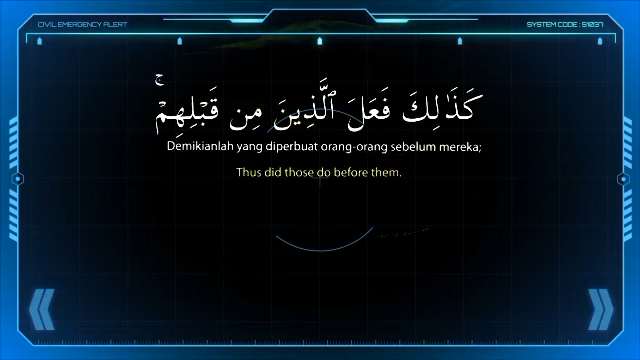 CIVIL EMERGENCY ALERT
SYSTEM CODE : S1037
كَذَٰلِكَ فَعَلَ ٱلَّذِينَ مِن قَبْلِهِمْ ۚ
Demikianlah yang diperbuat orang-orang sebelum mereka;
Thus did those do before them.